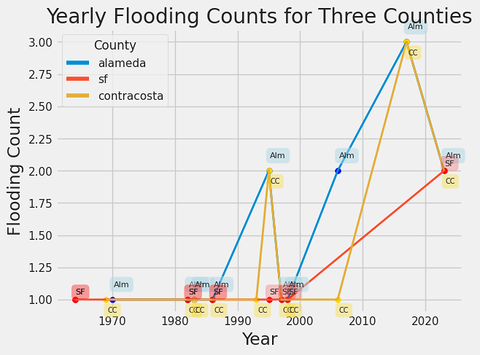 Yearly Flooding Counts for Three Counties
Alm
3.00
County
CC
alameda
2.75
sf
contracosta
2.50
2.25
Alm
Alm
Alm
SF
2.00
CC
CC
1.75
Flooding Count
1.50
1.25
Alm
Alm
Alm
Alm
SF
SF
SF
SF
SF
1.00
CC
CC
CC
CC
CC
CC
1970
1980
1990
2000
2010
2020
Year